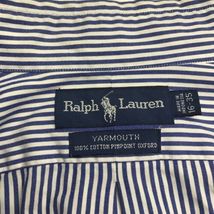 Ralph Lauren
YARMOUTH
100% COTTON PINPOINT OXFORD
16-35